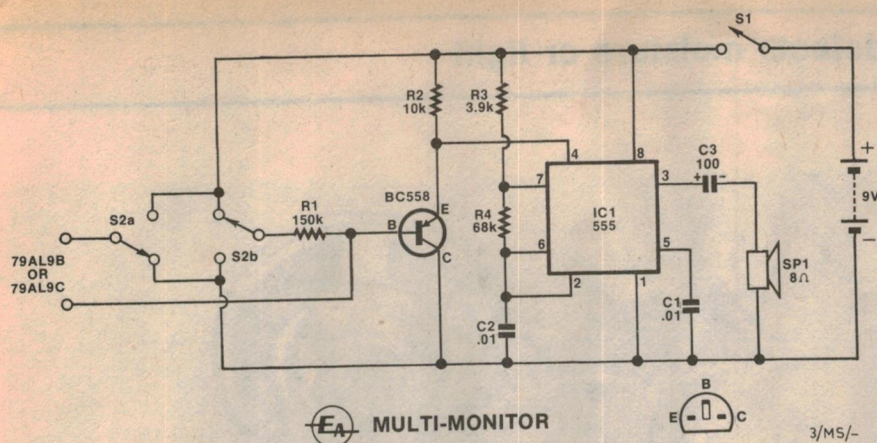 S1
R2
10k
R3
3.9k
C3
100
+ -
4
8
7
3
BC558
E
B
C
R1
150k
S2a
S2b
R4
68k
IC1
555
6
5
2
1
+
9V
-
SP1
8Ω
79AL9B
OR
79AL9C
C1
.01
C2
.01
EA MULTI-MONITOR
B
E C
3/MS/-